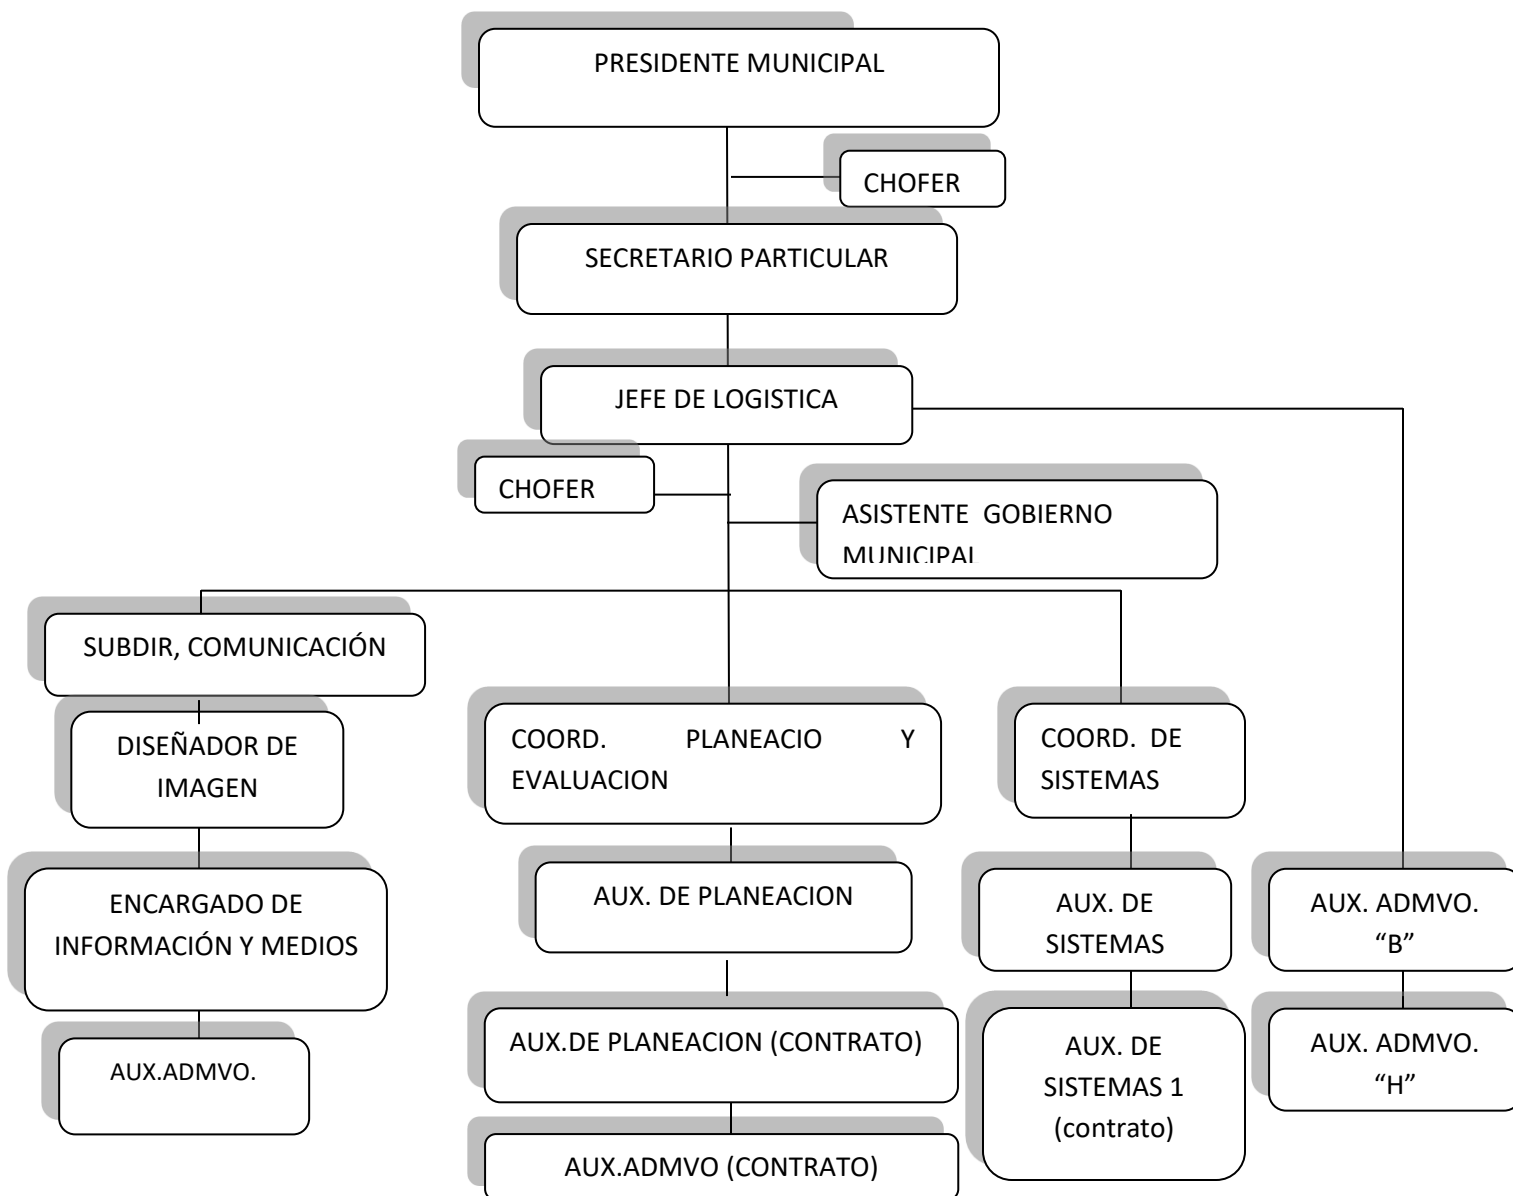 PRESIDENTE MUNICIPAL
CHOFER
SECRETARIO PARTICULAR
JEFE DE LOGISTICA
CHOFER
ASISTENTE GOBIERNO
MUNICIPAL
SUBDIR, COMUNICACIÓN
DISEÑADOR DE
IMAGEN
ENCARGADO DE
INFORMACIÓN Y MEDIOS
AUX.ADMVO.
COORD. PLANEACIO Y
EVALUACION
AUX. DE PLANEACION
AUX.DE PLANEACION (CONTRATO)
AUX.ADMVO (CONTRATO)
COORD. DE
SISTEMAS
AUX. DE
SISTEMAS
AUX. DE
SISTEMAS 1
(contrato)
AUX. ADMVO.
“B”
AUX. ADMVO.
“H”